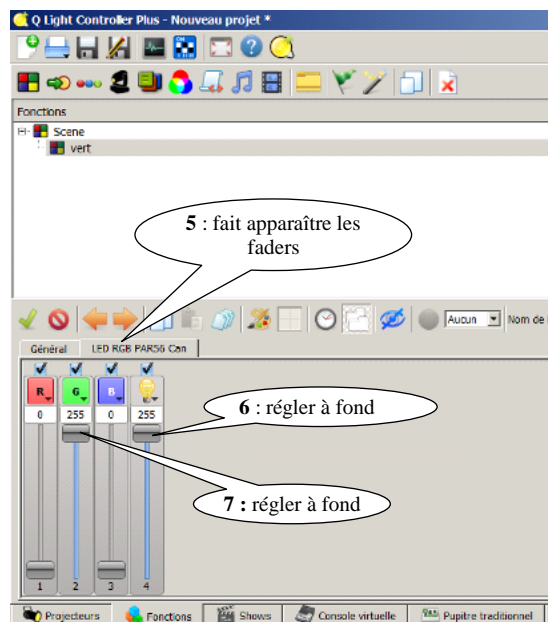 Q Light Controller Plus - Nouveau projet *
Fonctions
Scene
vert
5 : fait apparaître les
faders
Aucun
Nom de
Général
LED RGB PAR56 Can
R G B
0 255 0 255
6 : régler à fond
7 : régler à fond
1 2 3 4
Projecteurs
Fonctions
Shows
Console virtuelle
Pupitre traditionnel